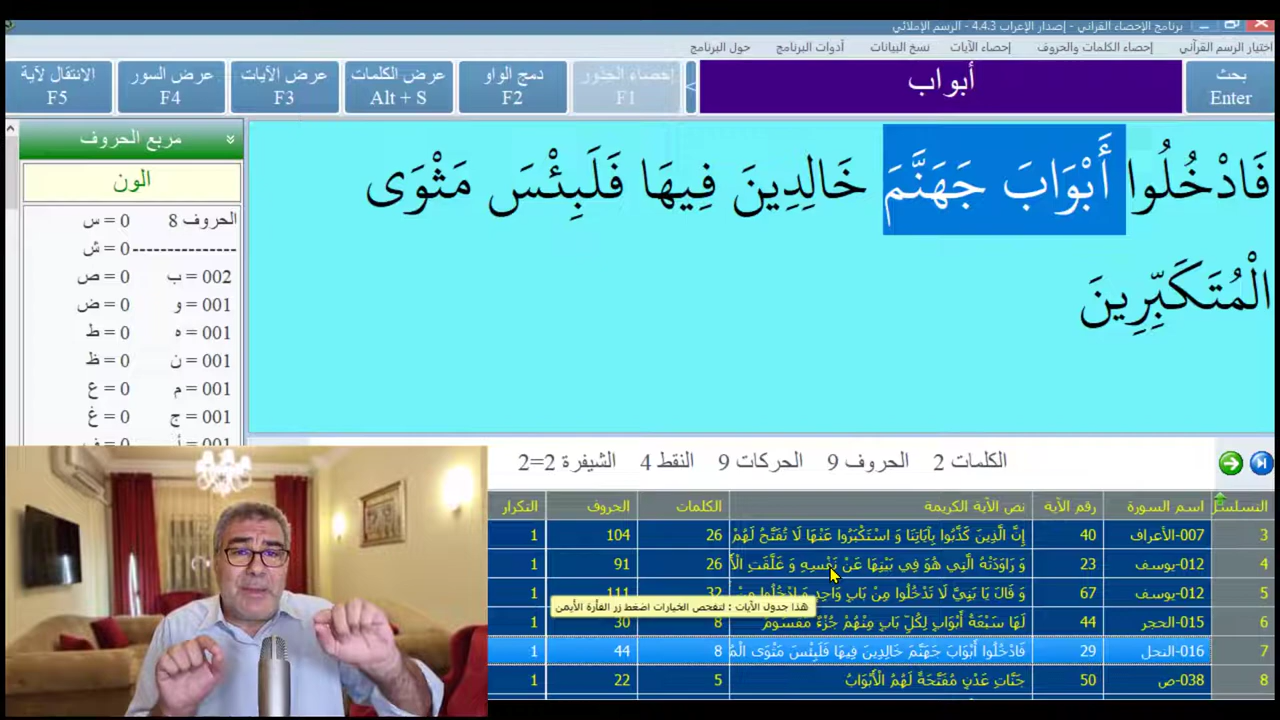 برنامج الإحصاء القرآني - إصدار الإعراب 4.4.3 - الرسم الإملائي
اختيار الرسم القرآني إحصاء الكلمات والحروف إحصاء الآيات نسخ البيانات أدوات البرنامج حول البرنامج
بحث
Enter
أبواب
>
إحصاء الجذور
F1
دمج الواو
F2
عرض الكلمات
Alt + S
عرض الآيات
F3
عرض السور
F4
الانتقال لآية
F5
فَادْخُلُوا أَبْوَابَ جَهَنَّمَ خَالِدِينَ فِيهَا فَلَبِئْسَ مَثْوَى
الْمُتَكَبِّرِينَ
مربع الحروف
الون
الحروف 8 س = 0
--------------- ش = 0
ب = 002 ص = 0
و = 001 ض = 0
ه = 001 ط = 0
ن = 001 ظ = 0
م = 001 ع = 0
ج = 001 غ = 0
أ = 001 ف
الكلمات 2 الحروف 9 الحركات 9 النقط 4 الشيفرة 2=2
التسلسل اسم السورة رقم الآية نص الآية الكريمة الكلمات الحروف التكرار
3 007-الأعراف 40 إِنَّ الَّذِينَ كَذَّبُوا بِآيَاتِنَا وَ اسْتَكْبَرُوا عَنْهَا لَا تُفَتَّحُ لَهُمْ 26 104 1
4 012-يوسف 23 وَ رَاوَدَتْهُ الَّتِي هُوَ فِي بَيْتِهَا عَنْ نَفْسِهِ وَ غَلَّقَتِ الْأَ 26 91 1
5 012-يوسف 67 وَ قَالَ يَا بَنِيَّ لَا تَدْخُلُوا مِنْ بَابٍ وَاحِدٍ وَ ادْخُلُوا مِنْ 32 111 1
هذا جدول الآيات : لتفحص الخيارات اضغط زر الفأرة الأيمن
6 015-الحجر 44 لَهَا سَبْعَةُ أَبْوَابٍ لِكُلِّ بَابٍ مِنْهُمْ جُزْءٌ مَقْسُومٌ 8 30 1
7 016-النحل 29 فَادْخُلُوا أَبْوَابَ جَهَنَّمَ خَالِدِينَ فِيهَا فَلَبِئْسَ مَثْوَى الْمُ 8 44 1
8 038-ص 50 جَنَّاتِ عَدْنٍ مُفَتَّحَةً لَهُمُ الْأَبْوَابُ 5 22 1